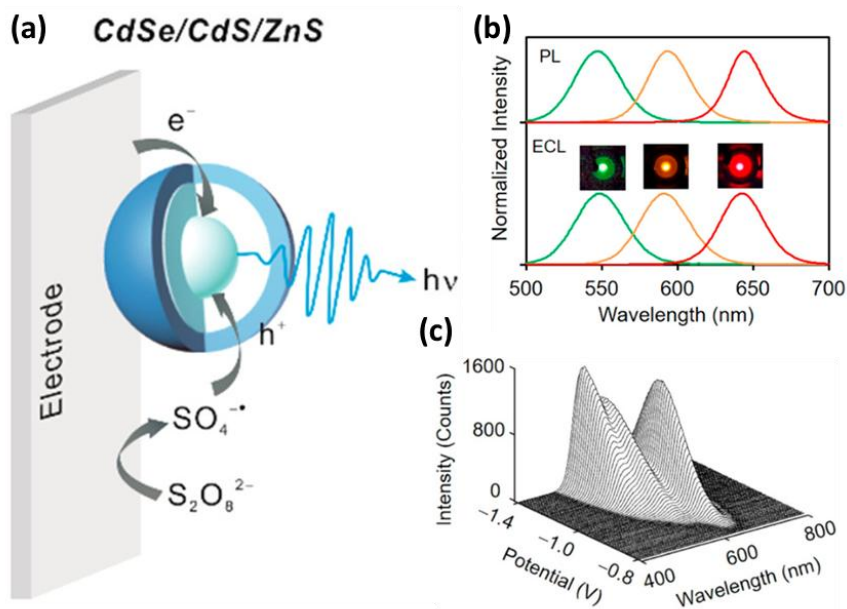 (a)
CdSe/CdS/ZnS
e⁻
hν
h⁺
Electrode
SO₄⁻•
S₂O₈²⁻
(b)
PL
ECL
Normalized Intensity
500 550 600 650 700
Wavelength (nm)
(c)
1600
800
0
Intensity (Counts)
−1.4
−1.0
−0.8
Potential (V)
400
600
800
Wavelength (nm)